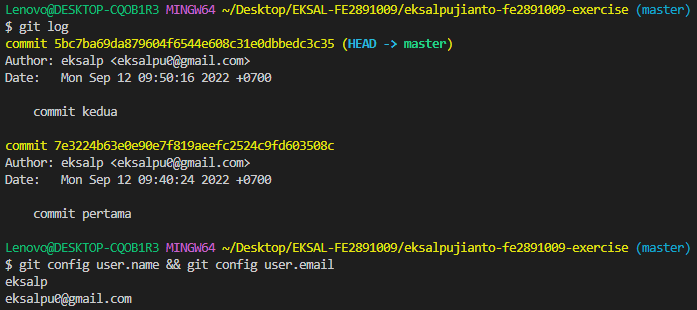 Lenovo@DESKTOP-CQOB1R3 MINGW64 ~/Desktop/EKSAL-FE2891009/eksalpujianto-fe2891009-exercise (master)
$ git log
commit 5bc7ba69da879604f6544e608c31e0dbbedc3c35 (HEAD -> master)
Author: eksalp <eksalpu0@gmail.com>
Date:   Mon Sep 12 09:50:16 2022 +0700

    commit kedua

commit 7e3224b63e0e90e7f819aeefc2524c9fd603508c
Author: eksalp <eksalpu0@gmail.com>
Date:   Mon Sep 12 09:40:24 2022 +0700

    commit pertama

Lenovo@DESKTOP-CQOB1R3 MINGW64 ~/Desktop/EKSAL-FE2891009/eksalpujianto-fe2891009-exercise (master)
$ git config user.name && git config user.email
eksalp
eksalpu0@gmail.com